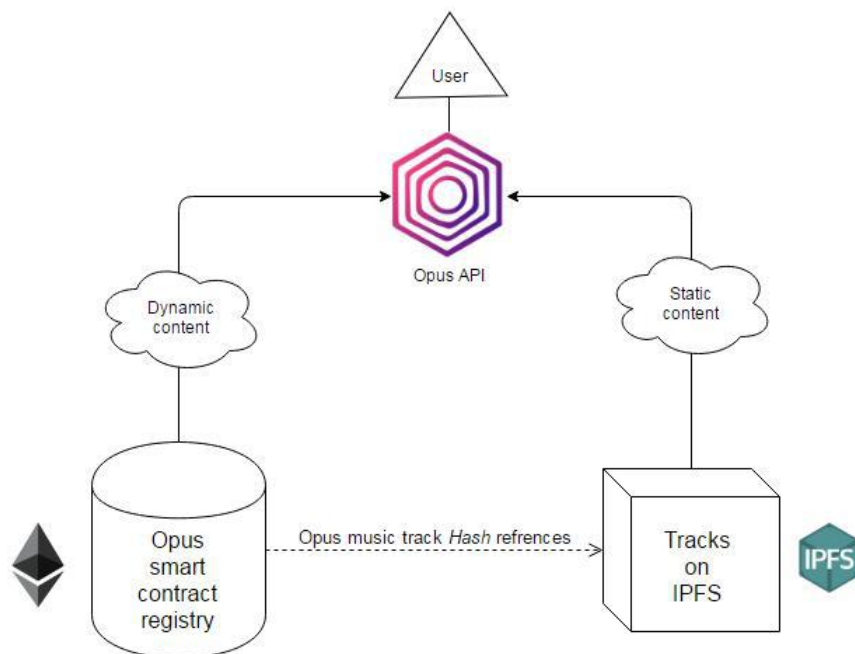 User
Opus API
Dynamic
content
Static
content
Opus music track Hash refrences
Opus
smart
contract
registry
Tracks
on
IPFS
IPFS